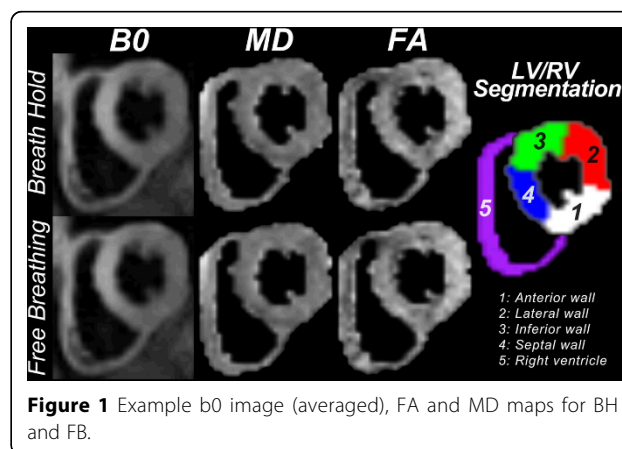 B0 MD FA
LV/RV
Segmentation
Breath Hold
Free Breathing
3
2
4
5
1
1: Anterior wall
2: Lateral wall
3: Inferior wall
4: Septal wall
5: Right ventricle
Figure 1 Example b0 image (averaged), FA and MD maps for BH
and FB.